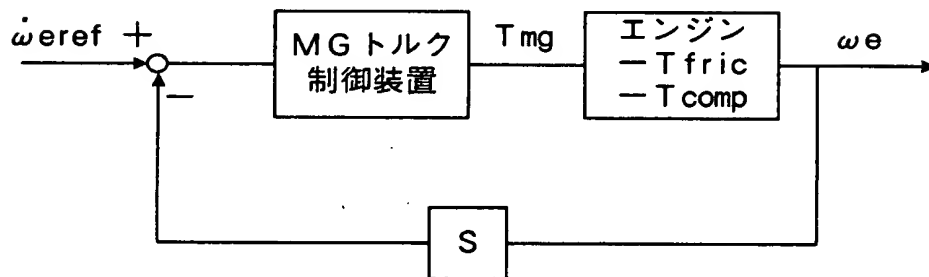 ω̇eref +
−
MGトルク
制御装置
Tmg
エンジン
−Tfric
−Tcomp
ωe
S